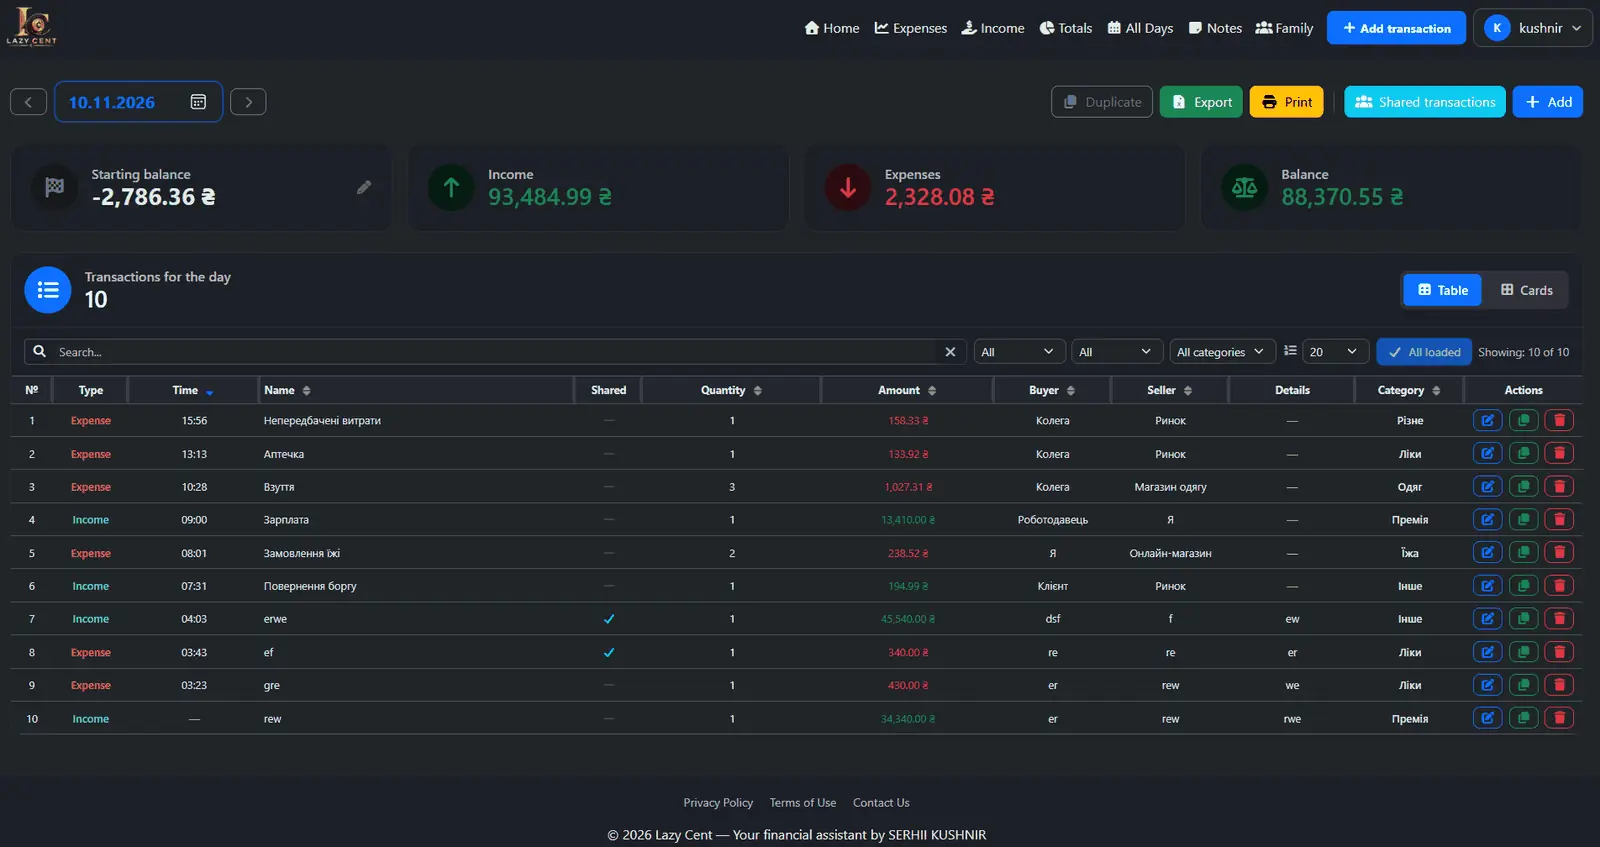 LAZY CENT
Home Expenses Income Totals All Days Notes Family + Add transaction K kushnir
10.11.2026 Duplicate Export Print Shared transactions + Add
Starting balance
-2,786.36 ₴
Income
93,484.99 ₴
Expenses
2,328.08 ₴
Balance
88,370.55 ₴
Transactions for the day
10
Table Cards
Search... All All All categories 20 All loaded Showing: 10 of 10
№ Type Time Name Shared Quantity Amount Buyer Seller Details Category Actions
1 Expense 15:56 Непередбачені витрати — 1 158.33 ₴ Колега Ринок — Різне
2 Expense 13:13 Аптечка — 1 133.92 ₴ Колега Ринок — Ліки
3 Expense 10:28 Взуття — 3 1,027.31 ₴ Колега Магазин одягу — Одяг
4 Income 09:00 Зарплата — 1 13,410.00 ₴ Роботодавець Я — Премія
5 Expense 08:01 Замовлення їжі — 2 238.52 ₴ Я Онлайн-магазин — Їжа
6 Income 07:31 Повернення боргу — 1 194.99 ₴ Клієнт Ринок — Інше
7 Income 04:03 erwe ✓ 1 45,540.00 ₴ dsf f ew Інше
8 Expense 03:43 ef ✓ 1 340.00 ₴ re re er Ліки
9 Expense 03:23 gre — 1 430.00 ₴ er rew we Ліки
10 Income — rew — 1 34,340.00 ₴ er rew rwe Премія
Privacy Policy Terms of Use Contact Us
© 2026 Lazy Cent — Your financial assistant by SERHII KUSHNIR